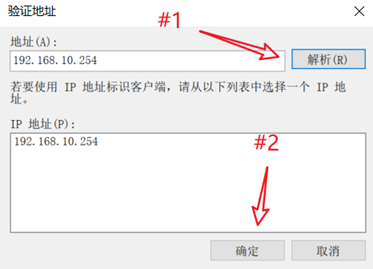 验证地址
#1
地址(A):
192.168.10.254
解析(R)
若要使用 IP 地址标识客户端，请从以下列表中选择一个 IP 地
址。
IP 地址(P):
192.168.10.254
#2
确定
取消